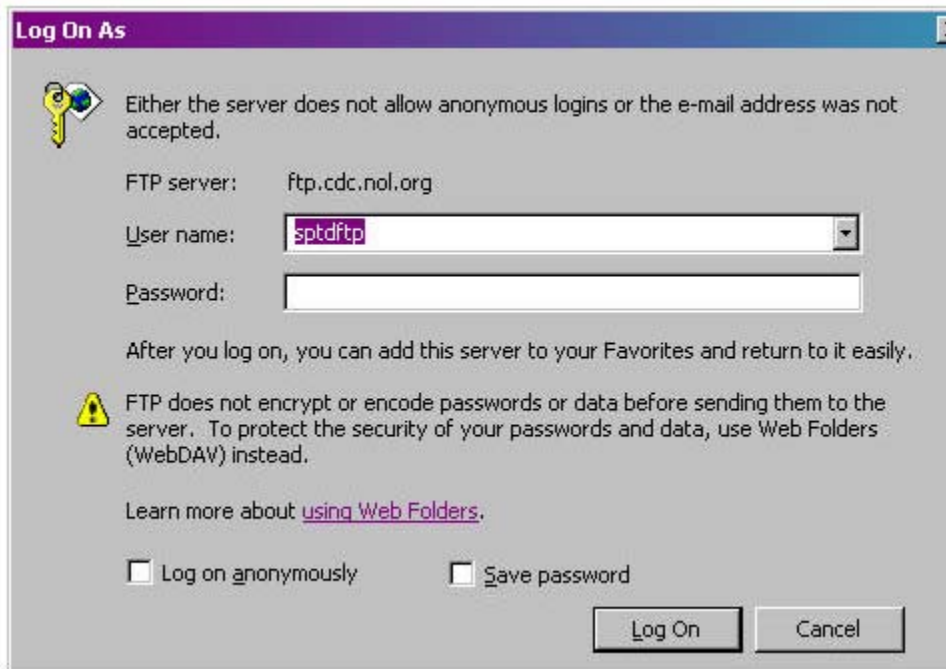 Log On As
Either the server does not allow anonymous logins or the e-mail address was not
accepted.
FTP server: ftp.cdc.nol.org
User name: sptdftp
Password:
After you log on, you can add this server to your Favorites and return to it easily.
FTP does not encrypt or encode passwords or data before sending them to the
server. To protect the security of your passwords and data, use Web Folders
(WebDAV) instead.
Learn more about using Web Folders.
Log on anonymously Save password
Log On Cancel